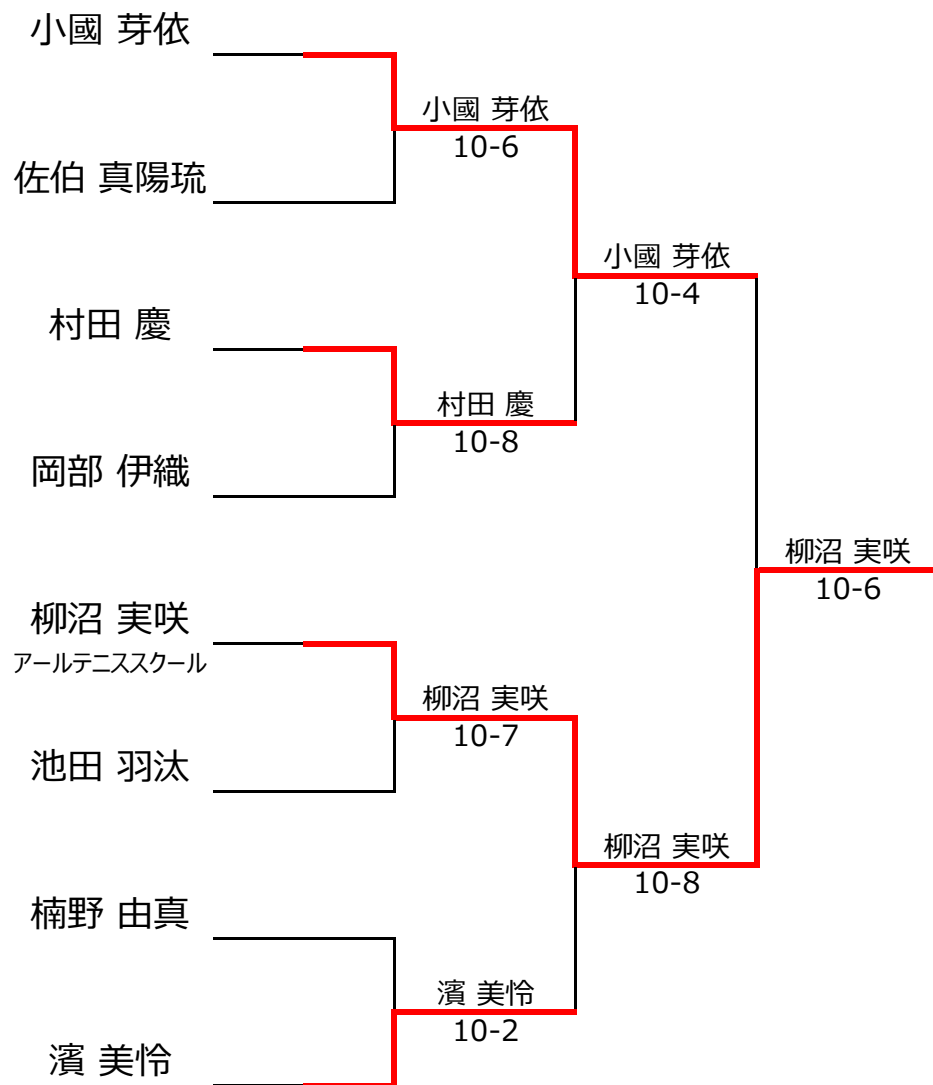 小國 芽依
佐伯 真陽琉
村田 慶
岡部 伊織
柳沼 実咲
アールテニススクール
池田 羽汰
楠野 由真
濱 美怜
小國 芽依
10-6
村田 慶
10-8
柳沼 実咲
10-7
濱 美怜
10-2
小國 芽依
10-4
柳沼 実咲
10-8
柳沼 実咲
10-6